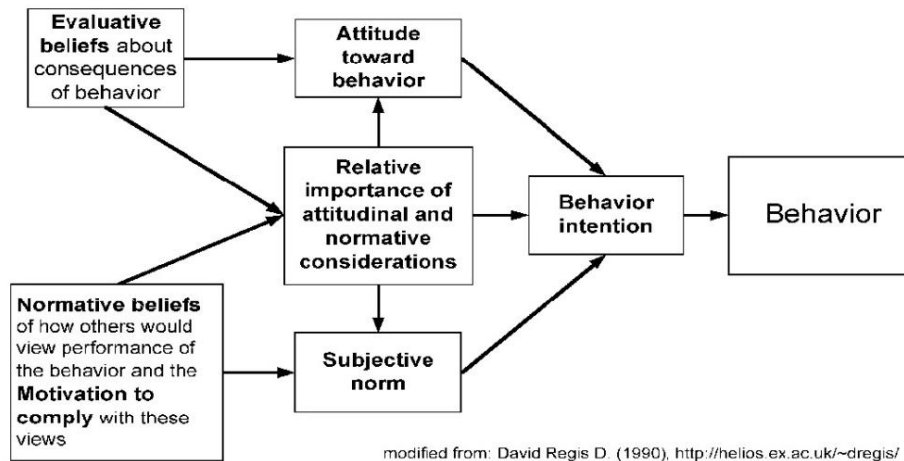 Evaluative
beliefs about
consequences
of behavior
Attitude
toward
behavior
Relative
importance of
attitudinal and
normative
considerations
Behavior
intention
Behavior
Normative beliefs
of how others would
view performance of
the behavior and the
Motivation to
comply with these
views
Subjective
norm
modified from: David Regis D. (1990), http://helios.ex.ac.uk/~dregis/